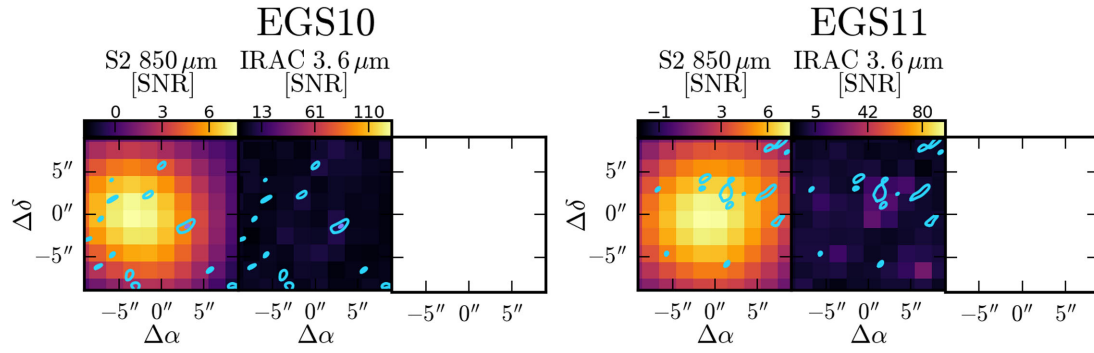 EGS10 EGS11
S2 850 μm IRAC 3.6 μm S2 850 μm IRAC 3.6 μm
[SNR] [SNR] [SNR] [SNR]
0 3 6 13 61 110 −1 3 7 5 42 80
5″ 5″
Δδ 0″ Δδ 0″
−5″ −5″
−5″ 0″ 5″ −5″ 0″ 5″ −5″ 0″ 5″ −5″ 0″ 5″ −5″ 0″ 5″ −5″ 0″ 5″
Δα Δα Δα Δα